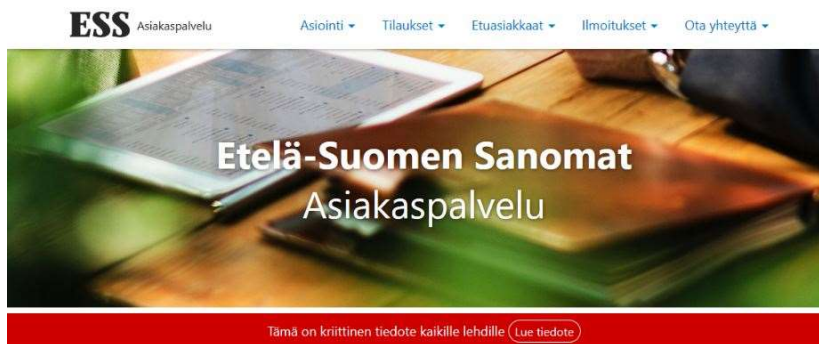 ESS Asiakaspalvelu Asiointi Tilaukset Etuasiakkaat Ilmoitukset Ota yhteyttä
Etelä-Suomen Sanomat
Asiakaspalvelu
Tämä on kriittinen tiedote kaikille lehdille Lue tiedote